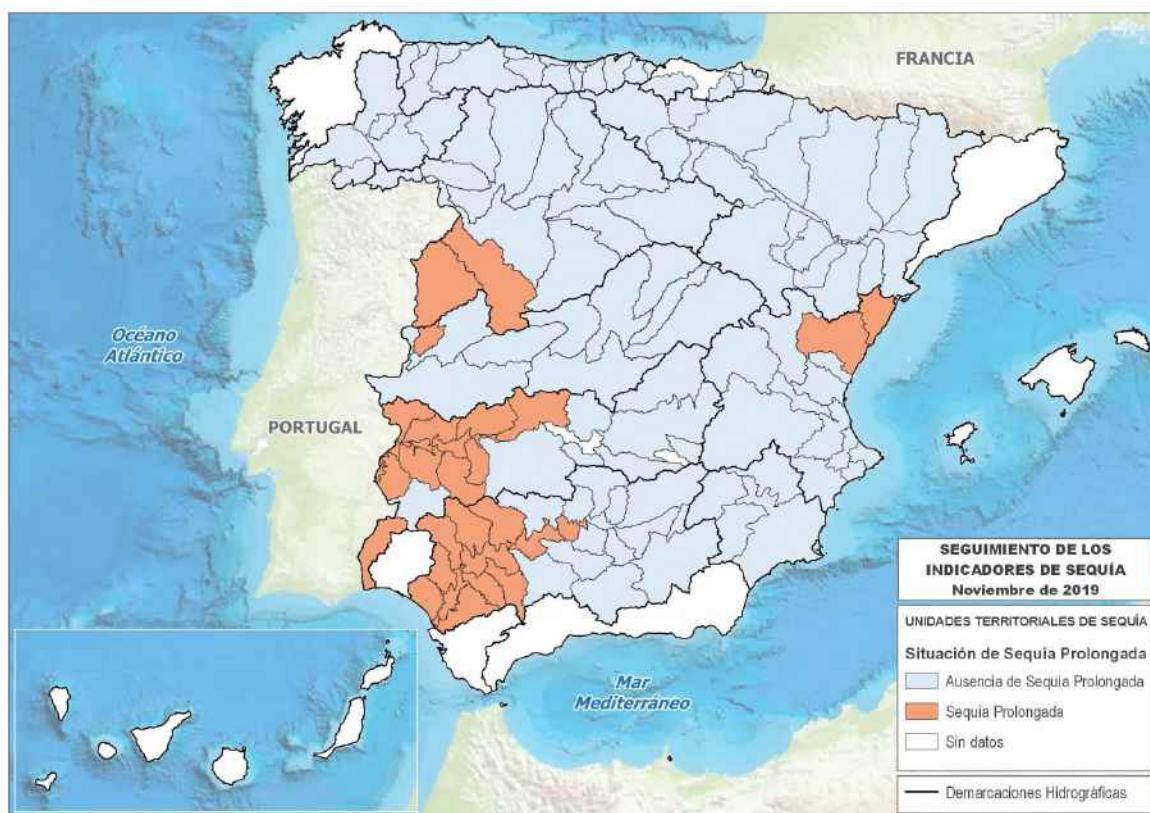 FRANCIA
Océano
Atlántico
PORTUGAL
Mar
Mediterráneo
SEGUIMIENTO DE LOS
INDICADORES DE SEQUÍA
Noviembre de 2019
UNIDADES TERRITORIALES DE SEQUÍA
Situación de Sequía Prolongada
Ausencia de Sequía Prolongada
Sequía Prolongada
Sin datos
Demarcaciones Hidrográficas